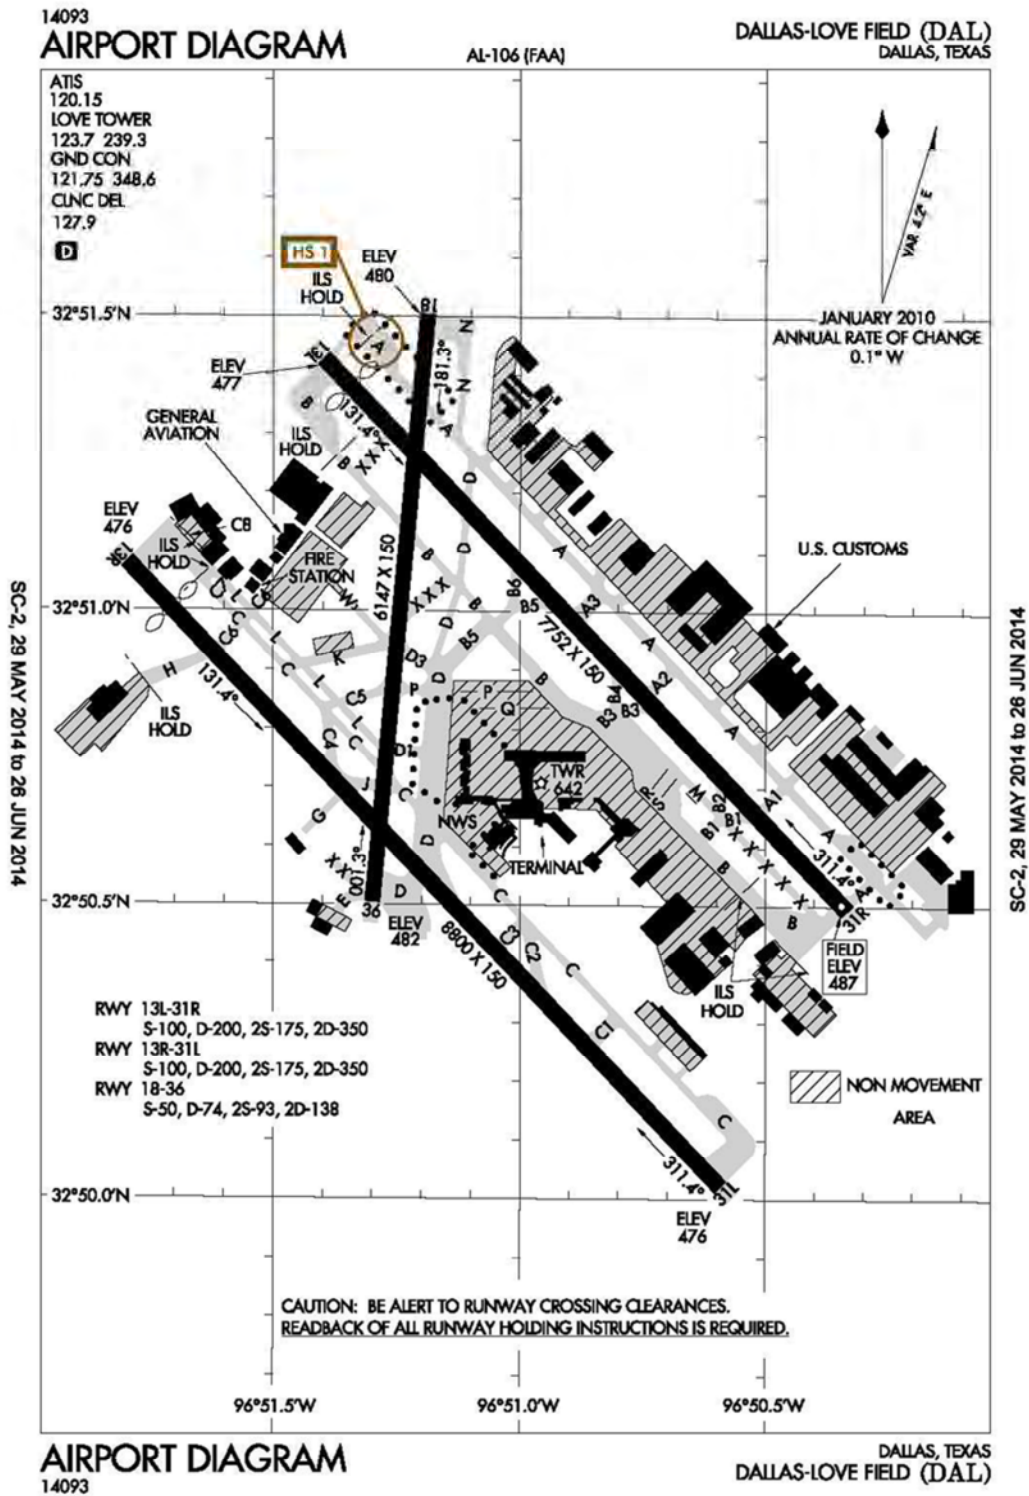 14093
AIRPORT DIAGRAM
AL-106 (FAA)
DALLAS-LOVE FIELD (DAL)
DALLAS, TEXAS
ATIS
120.15
LOVE TOWER
123.7 239.3
GND CON
121.75 348.6
CLNC DEL
127.9
D
HS 1
ILS
HOLD
ELEV
480
18
VAR 4.2° E
JANUARY 2010
ANNUAL RATE OF CHANGE
0.1° W
32°51.5'N
13L
A
181.3°
N
N
ELEV
477
B
131.4°
A
GENERAL
AVIATION
ILS
HOLD
B
X X X
D
ELEV
476
13R
C8
ILS
HOLD
FIRE
STATION
U.S. CUSTOMS
6147 X 150
B
D
A
32°51.0'N
L
C
C6
W
X X X
B
B6
B5
A3
C6
L
C
K
D
B5
D3
7752 X 150
A
H
131.4°
L
C5
P
D
P
Q
B
B4
B3
B3
A2
ILS
HOLD
C4
L
C
D1
A
J
C
TWR
642
R
S
M
B2
B1
B1
A1
G
NWS
D
TERMINAL
X X X X X
A
311.4°
X X
001.3°
E
B
A
32°50.5'N
36
D
ELEV
482
C
C3
C2
8800 X 150
C
B
31R
FIELD
ELEV
487
ILS
HOLD
C1
RWY 13L-31R
S-100, D-200, 2S-175, 2D-350
RWY 13R-31L
S-100, D-200, 2S-175, 2D-350
RWY 18-36
S-50, D-74, 2S-93, 2D-138
NON MOVEMENT
AREA
C
311.4°
31L
32°50.0'N
ELEV
476
CAUTION: BE ALERT TO RUNWAY CROSSING CLEARANCES.
READBACK OF ALL RUNWAY HOLDING INSTRUCTIONS IS REQUIRED.
96°51.5'W
96°51.0'W
96°50.5'W
SC-2, 29 MAY 2014 to 26 JUN 2014
SC-2, 29 MAY 2014 to 26 JUN 2014
AIRPORT DIAGRAM
14093
DALLAS, TEXAS
DALLAS-LOVE FIELD (DAL)